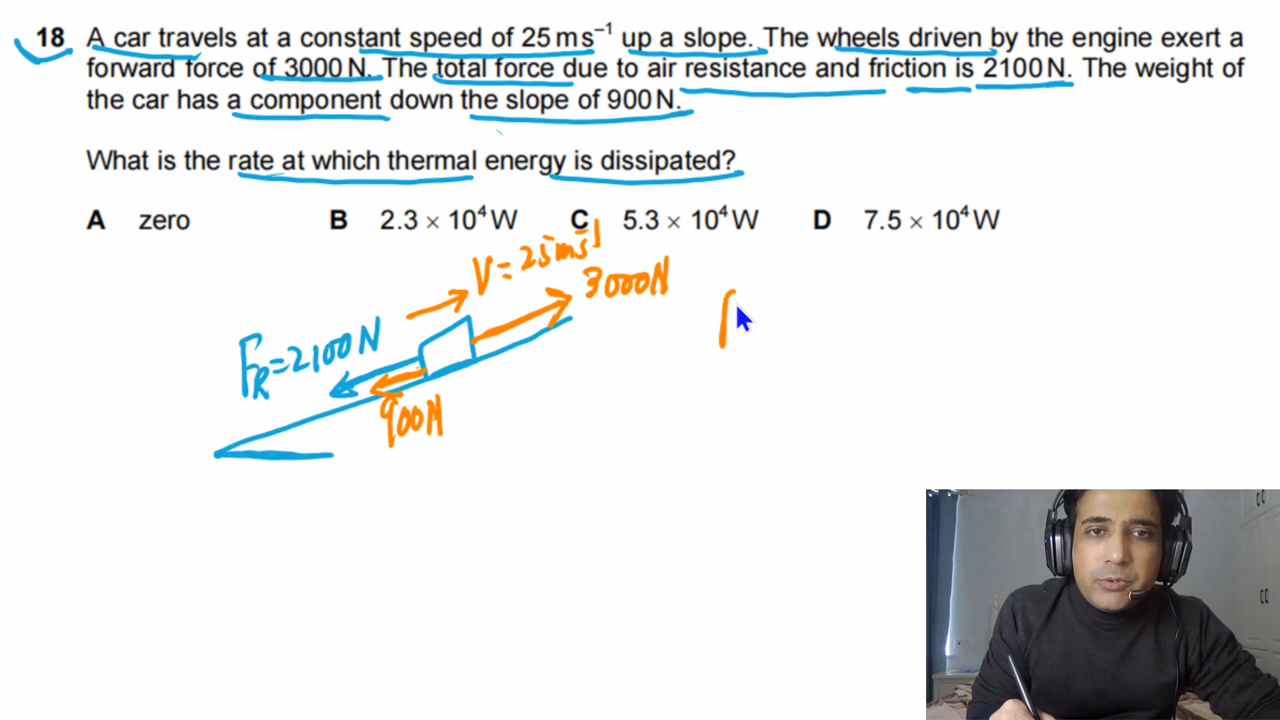 18 A car travels at a constant speed of 25 m s⁻¹ up a slope. The wheels driven by the engine exert a
forward force of 3000 N. The total force due to air resistance and friction is 2100 N. The weight of
the car has a component down the slope of 900 N.
What is the rate at which thermal energy is dissipated?
A zero B 2.3 × 10⁴ W C 5.3 × 10⁴ W D 7.5 × 10⁴ W
V = 25 ms⁻¹
3000N
F_R = 2100 N
900N